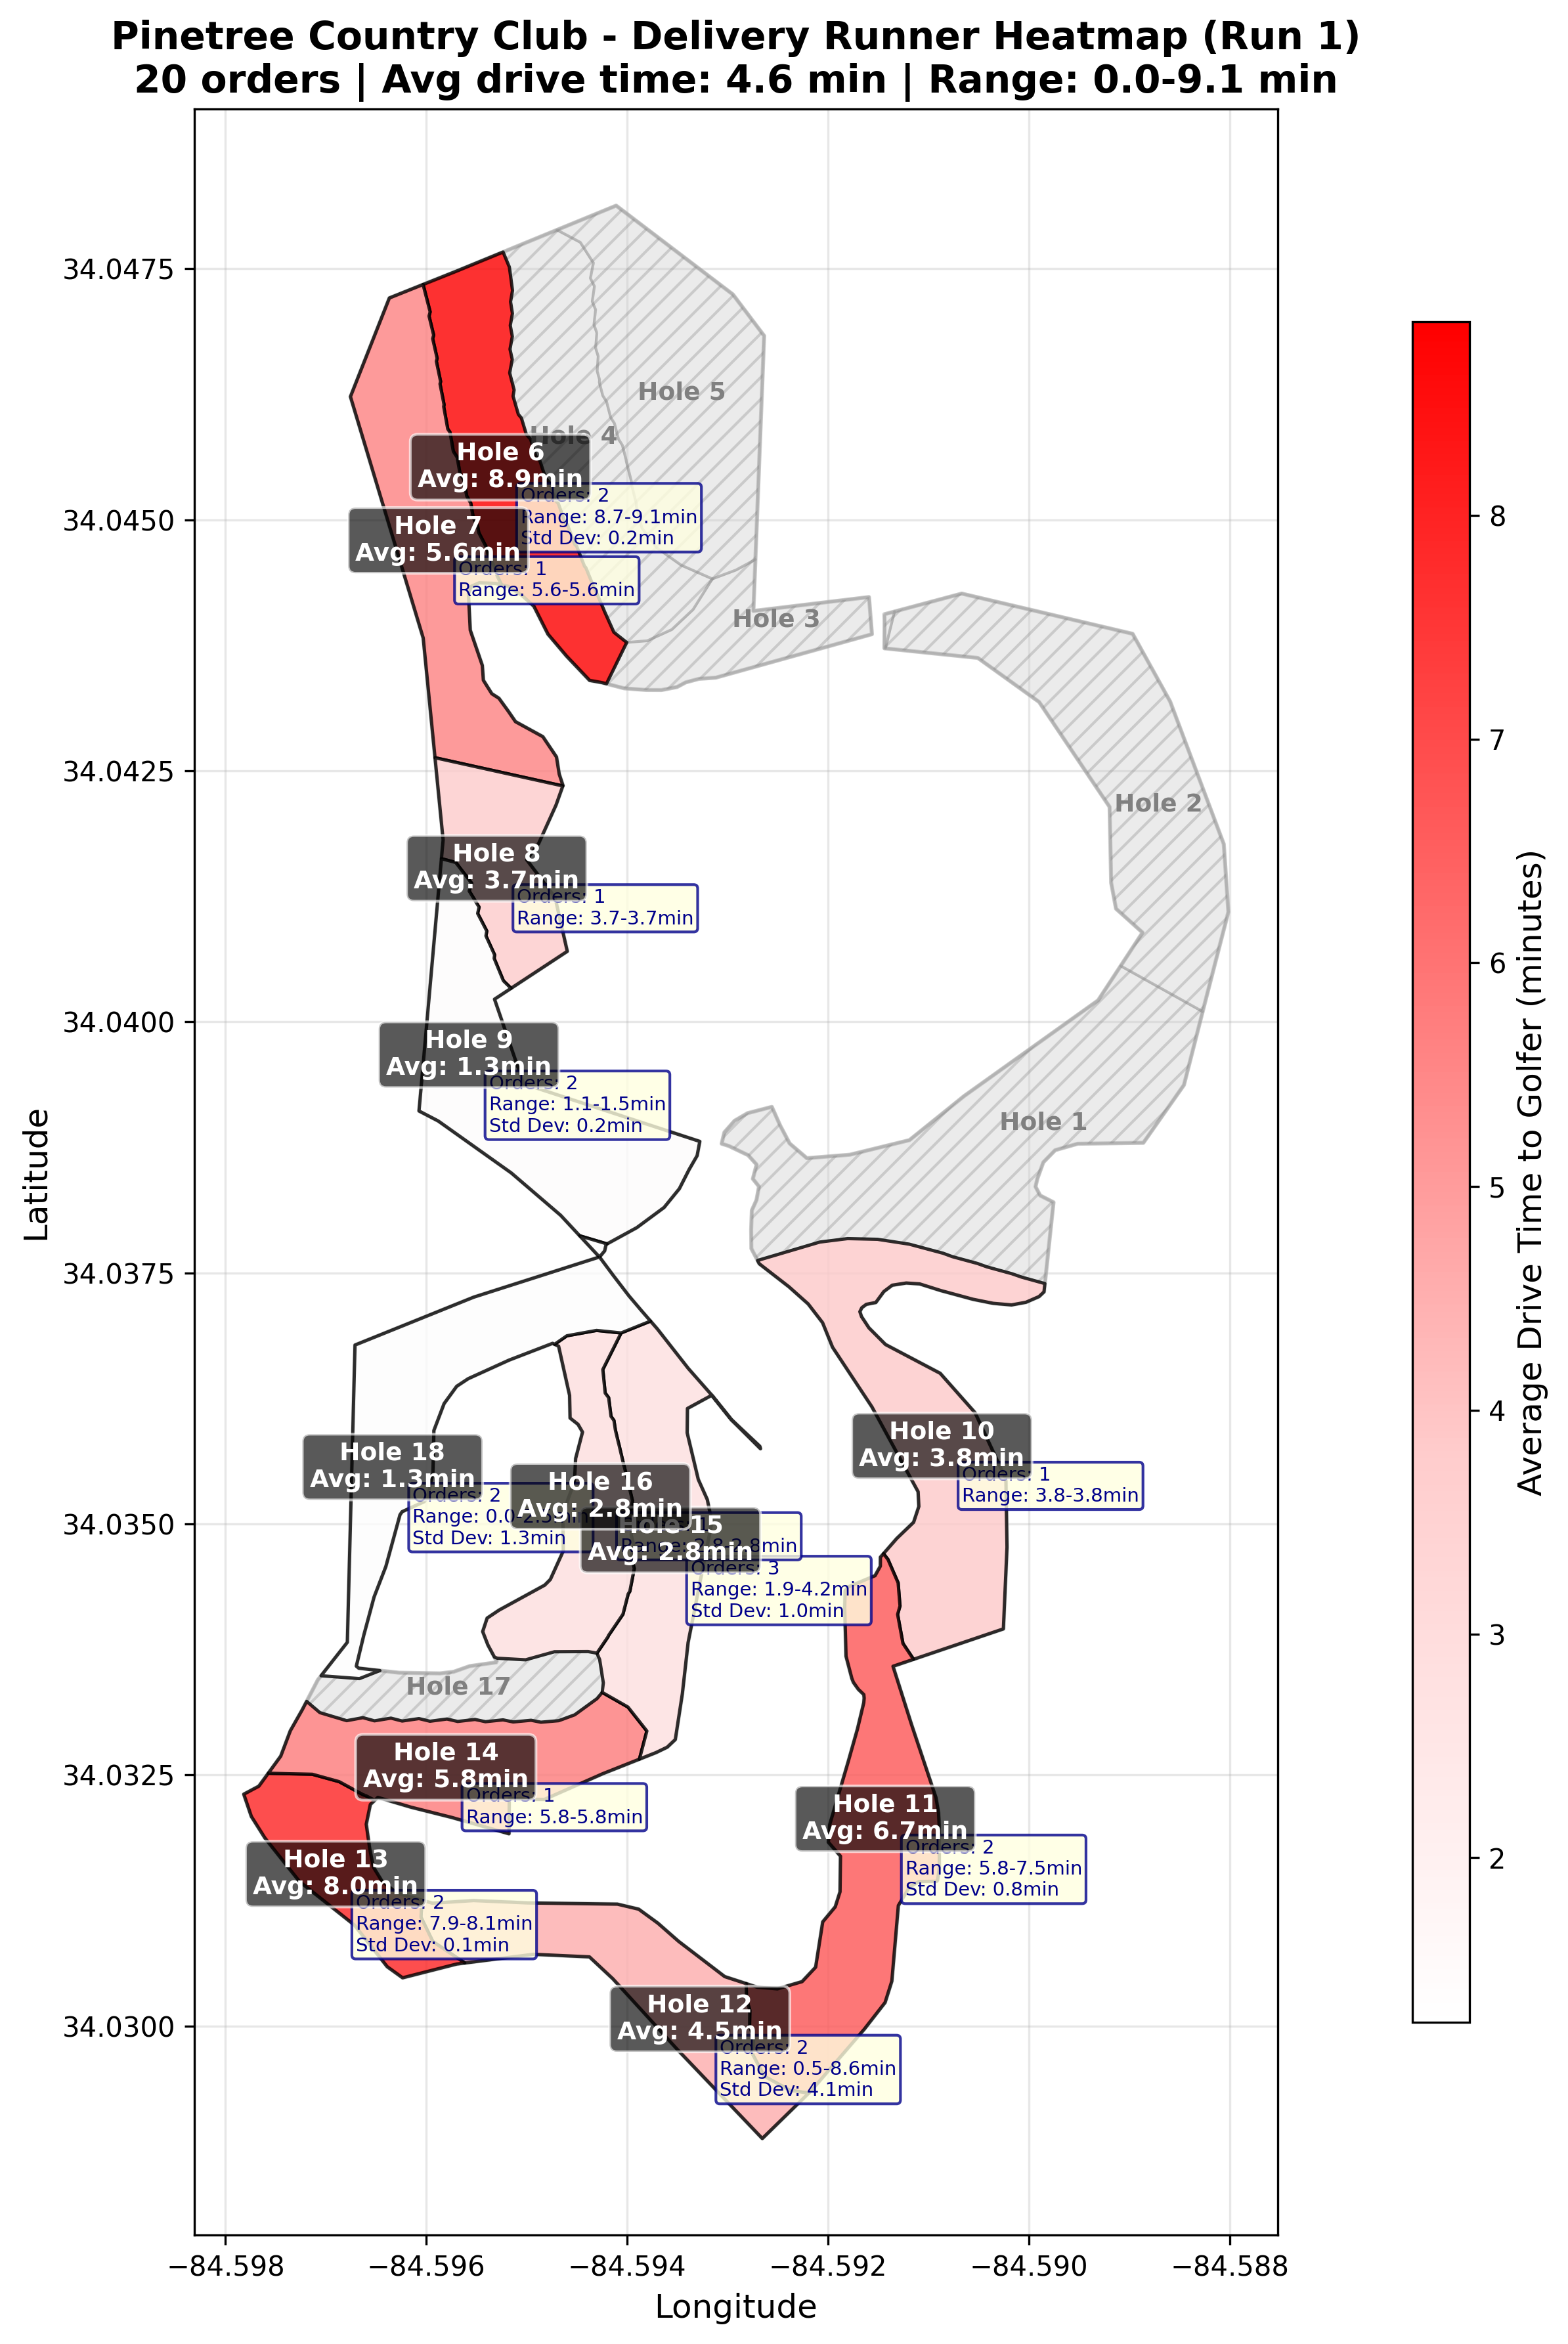 Pinetree Country Club - Delivery Runner Heatmap (Run 1)
20 orders | Avg drive time: 4.6 min | Range: 0.0-9.1 min
34.0475
34.0450
34.0425
34.0400
34.0375
34.0350
34.0325
34.0300
Latitude
Hole 5
Hole 4
Hole 6
Avg: 8.9min
Orders: 2
Range: 8.7-9.1min
Std Dev: 0.2min
Hole 7
Avg: 5.6min
Orders: 1
Range: 5.6-5.6min
Hole 3
Hole 2
Hole 8
Avg: 3.7min
Orders: 1
Range: 3.7-3.7min
Hole 9
Avg: 1.3min
Orders: 2
Range: 1.1-1.5min
Std Dev: 0.2min
Hole 1
Hole 10
Avg: 3.8min
Orders: 1
Range: 3.8-3.8min
Hole 18
Avg: 1.3min
Orders: 2
Range: 0.0-2.5min
Std Dev: 1.3min
Hole 16
Avg: 2.8min
Range: 2.8-2.8min
Hole 15
Avg: 2.8min
Orders: 3
Range: 1.9-4.2min
Std Dev: 1.0min
Hole 17
Hole 14
Avg: 5.8min
Orders: 1
Range: 5.8-5.8min
Hole 11
Avg: 6.7min
Orders: 2
Range: 5.8-7.5min
Std Dev: 0.8min
Hole 13
Avg: 8.0min
Orders: 2
Range: 7.9-8.1min
Std Dev: 0.1min
Hole 12
Avg: 4.5min
Orders: 2
Range: 0.5-8.6min
Std Dev: 4.1min
−84.598
−84.596
−84.594
−84.592
−84.590
−84.588
Longitude
8
7
6
5
4
3
2
Average Drive Time to Golfer (minutes)